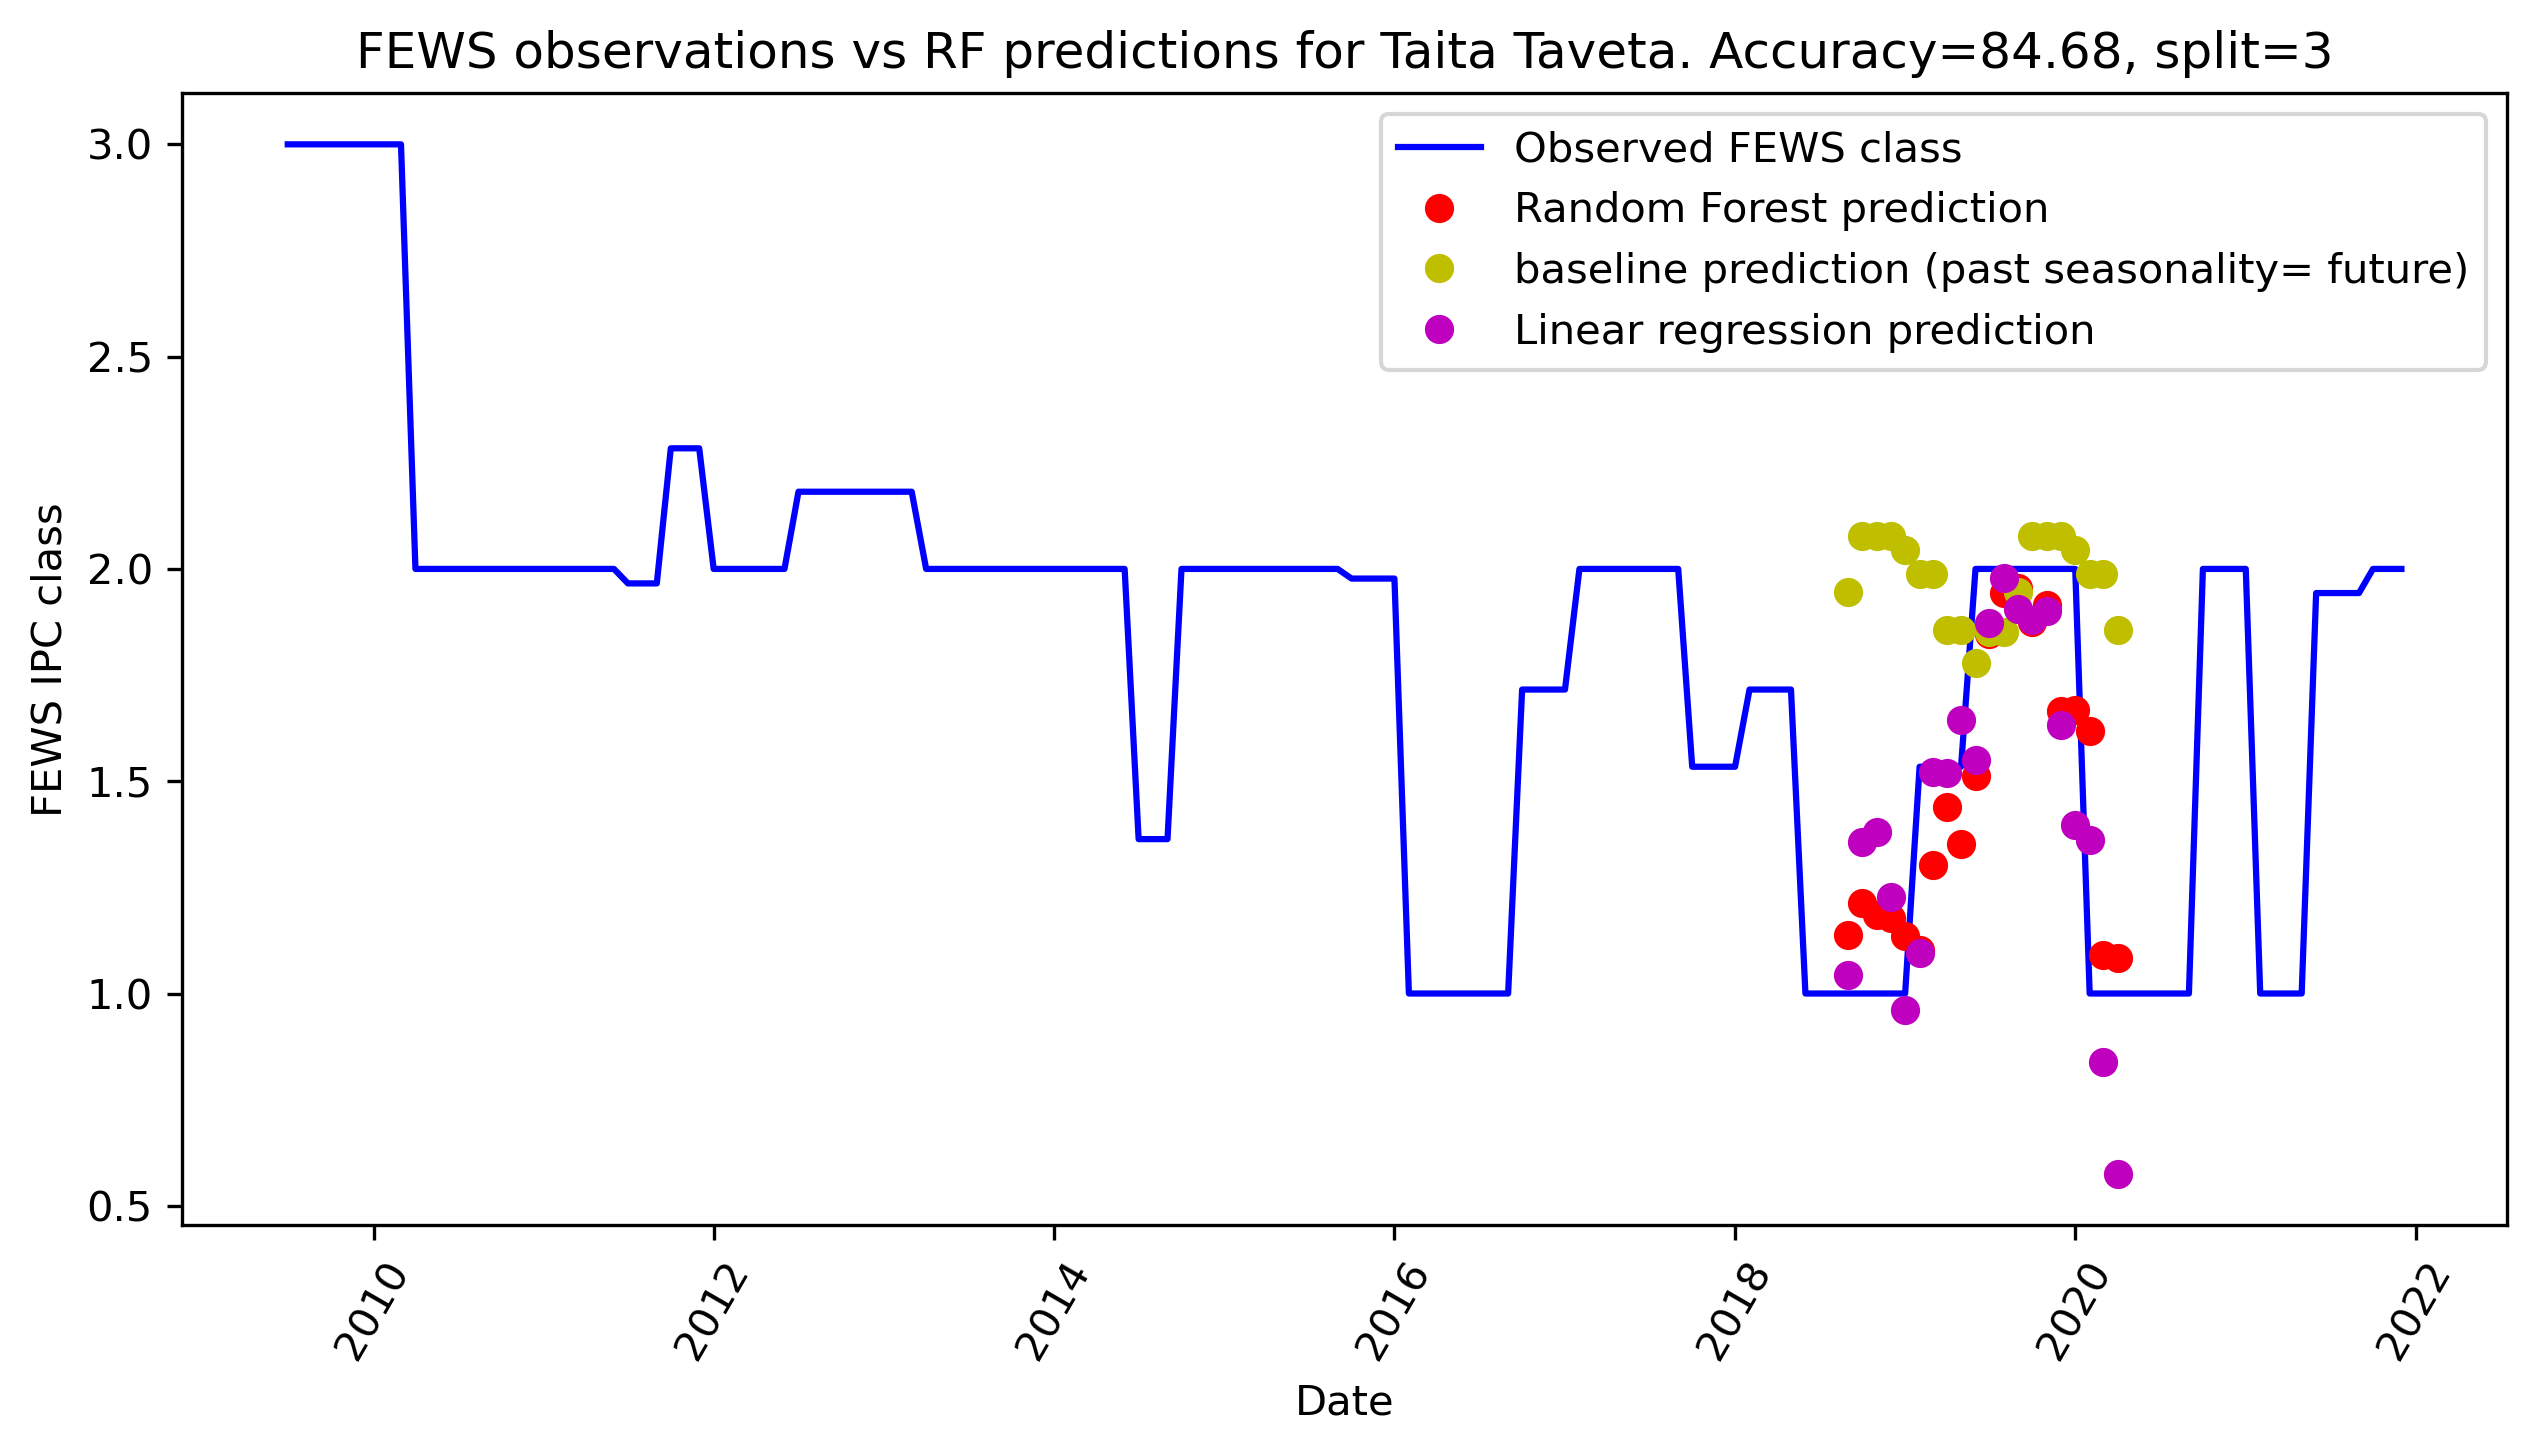 FEWS observations vs RF predictions for Taita Taveta. Accuracy=84.68, split=3
Observed FEWS class
Random Forest prediction
baseline prediction (past seasonality= future)
Linear regression prediction
FEWS IPC class
3.0
2.5
2.0
1.5
1.0
0.5
2010
2012
2014
2016
2018
2020
2022
Date